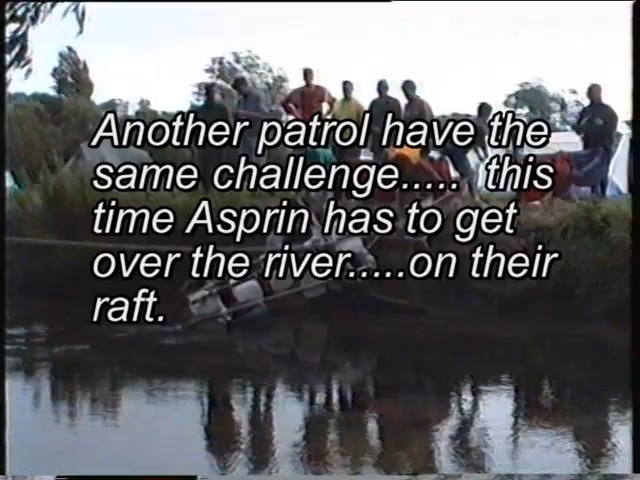 Another patrol have the
same challenge..... this
time Asprin has to get
over the river.....on their
raft.